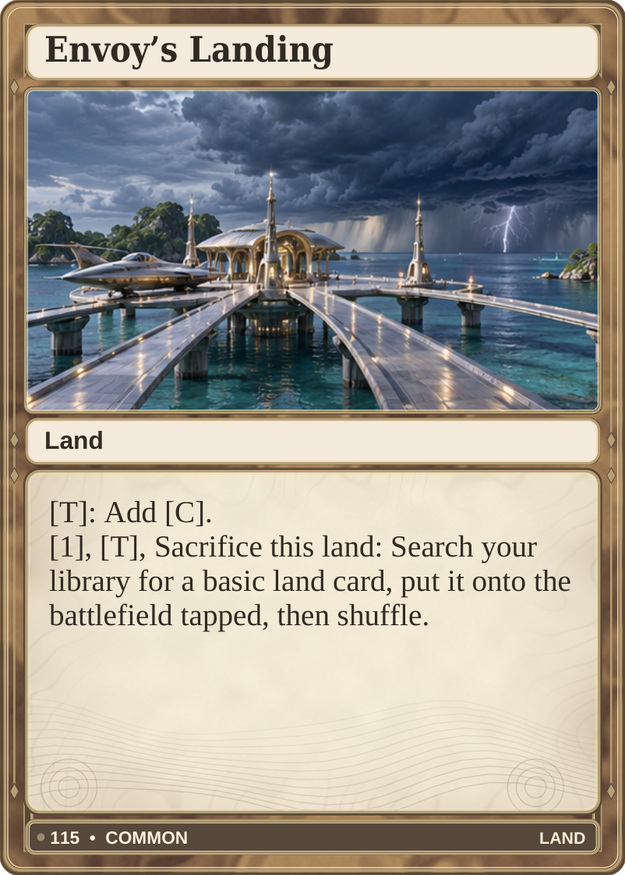 Envoy’s Landing
Land
[T]: Add [C].
[1], [T], Sacrifice this land: Search your
library for a basic land card, put it onto the
battlefield tapped, then shuffle.
115 • COMMON
LAND